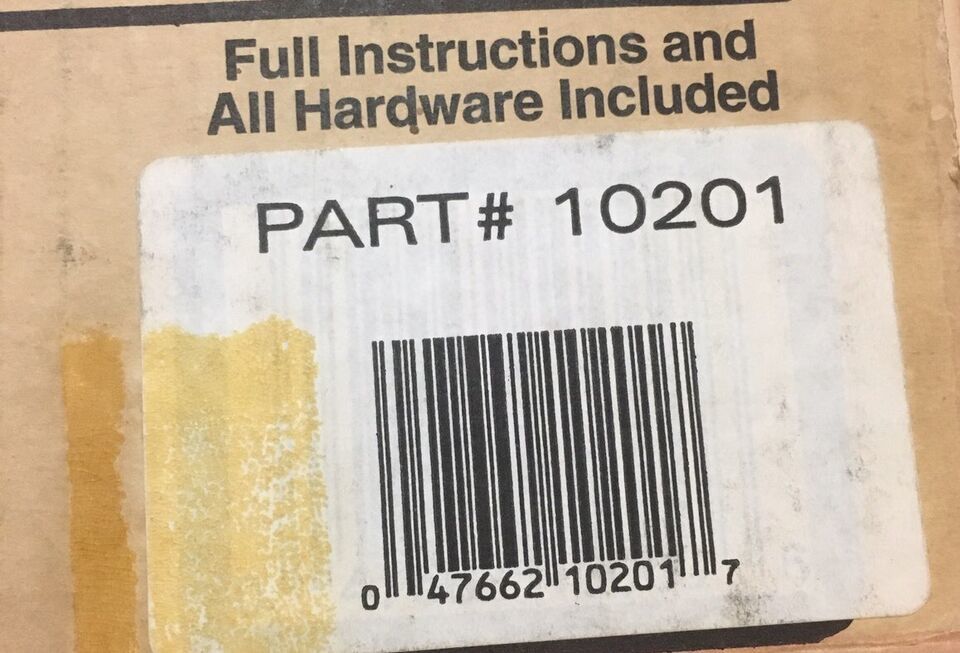 Full Instructions and
All Hardware Included
PART# 10201
0 47662 10201 7